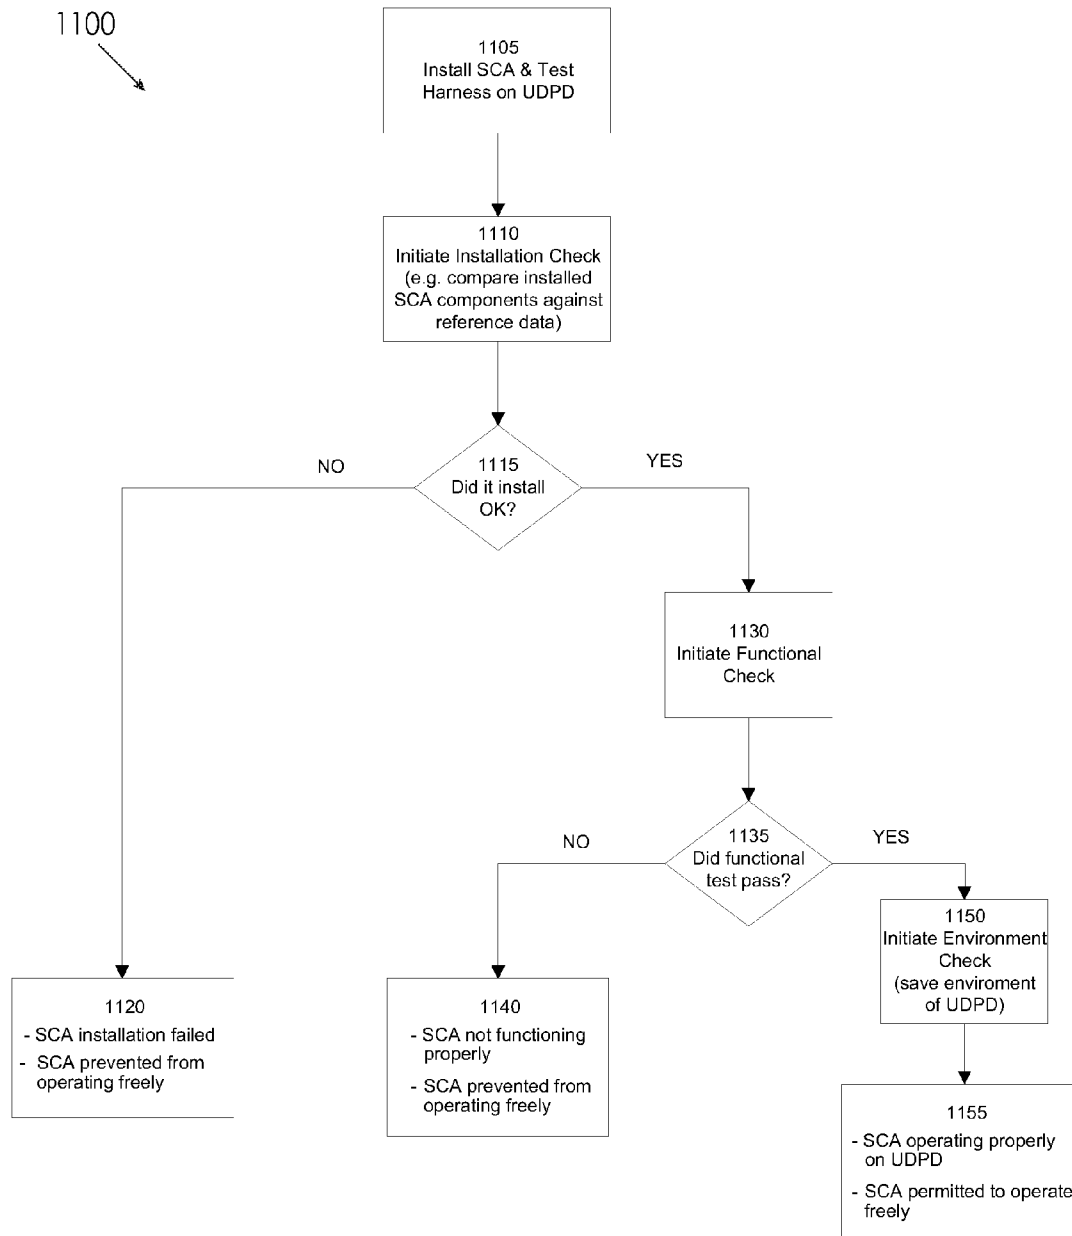 1100
1105
Install SCA & Test
Harness on UDPD
1110
Initiate Installation Check
(e.g. compare installed
SCA components against
reference data)
NO
1115
Did it install
OK?
YES
1130
Initiate Functional
Check
NO
1135
Did functional
test pass?
YES
1150
Initiate Environment
Check
(save enviroment
of UDPD)
1120
- SCA installation failed
- SCA prevented from
operating freely
1140
- SCA not functioning
properly
- SCA prevented from
operating freely
1155
- SCA operating properly
on UDPD
- SCA permitted to operate
freely